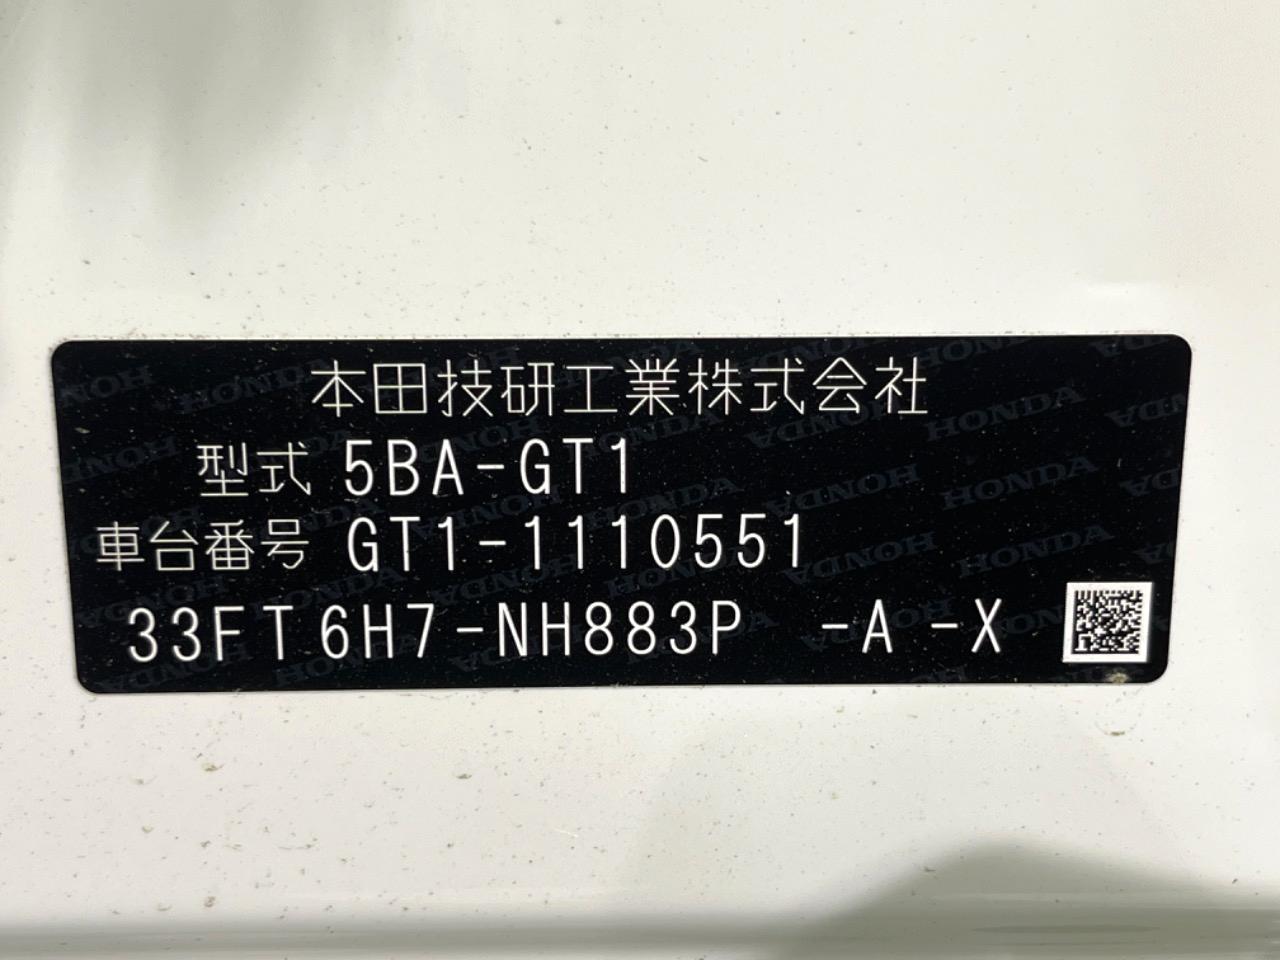 本田技研工業株式会社
型式 5BA-GT1
車台番号 GT1-1110551
33FT6H7-NH883P -A-X